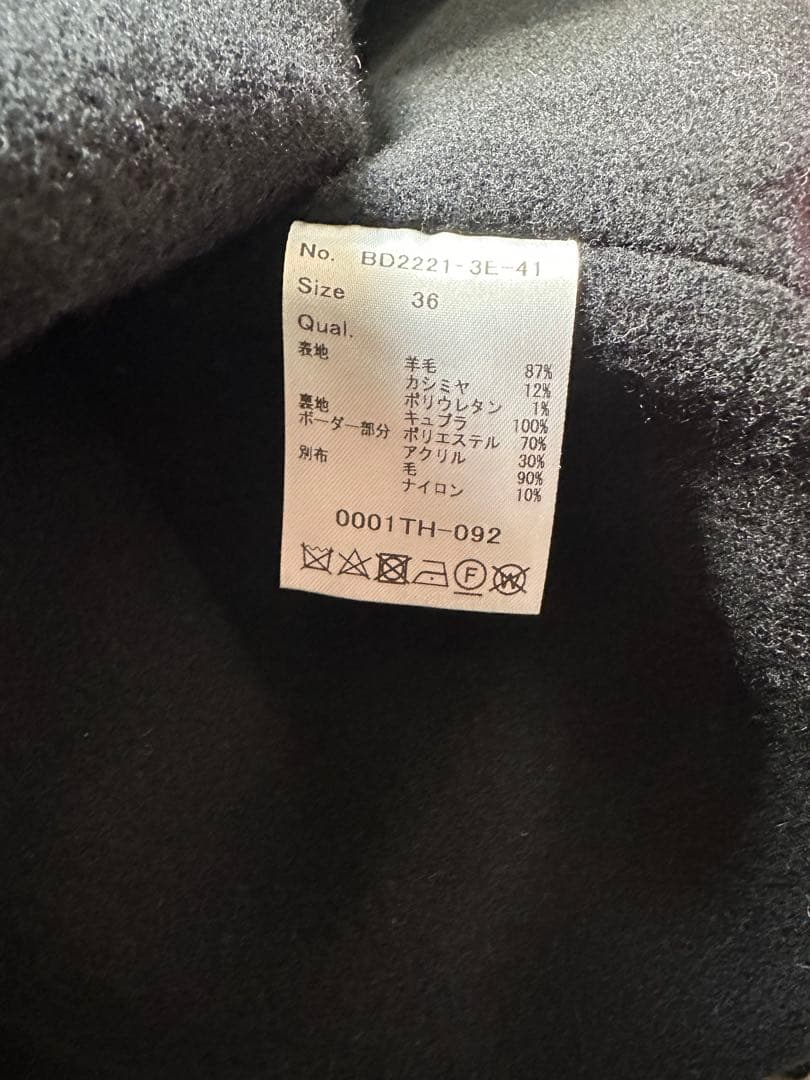 No. BD2221-3E-41
Size 36
Qual.
表地 羊毛 87%
カシミヤ 12%
ポリウレタン 1%
裏地 キュプラ 100%
ボーダー部分 ポリエステル 70%
アクリル 30%
別布 毛 90%
ナイロン 10%
0001TH-092
F W